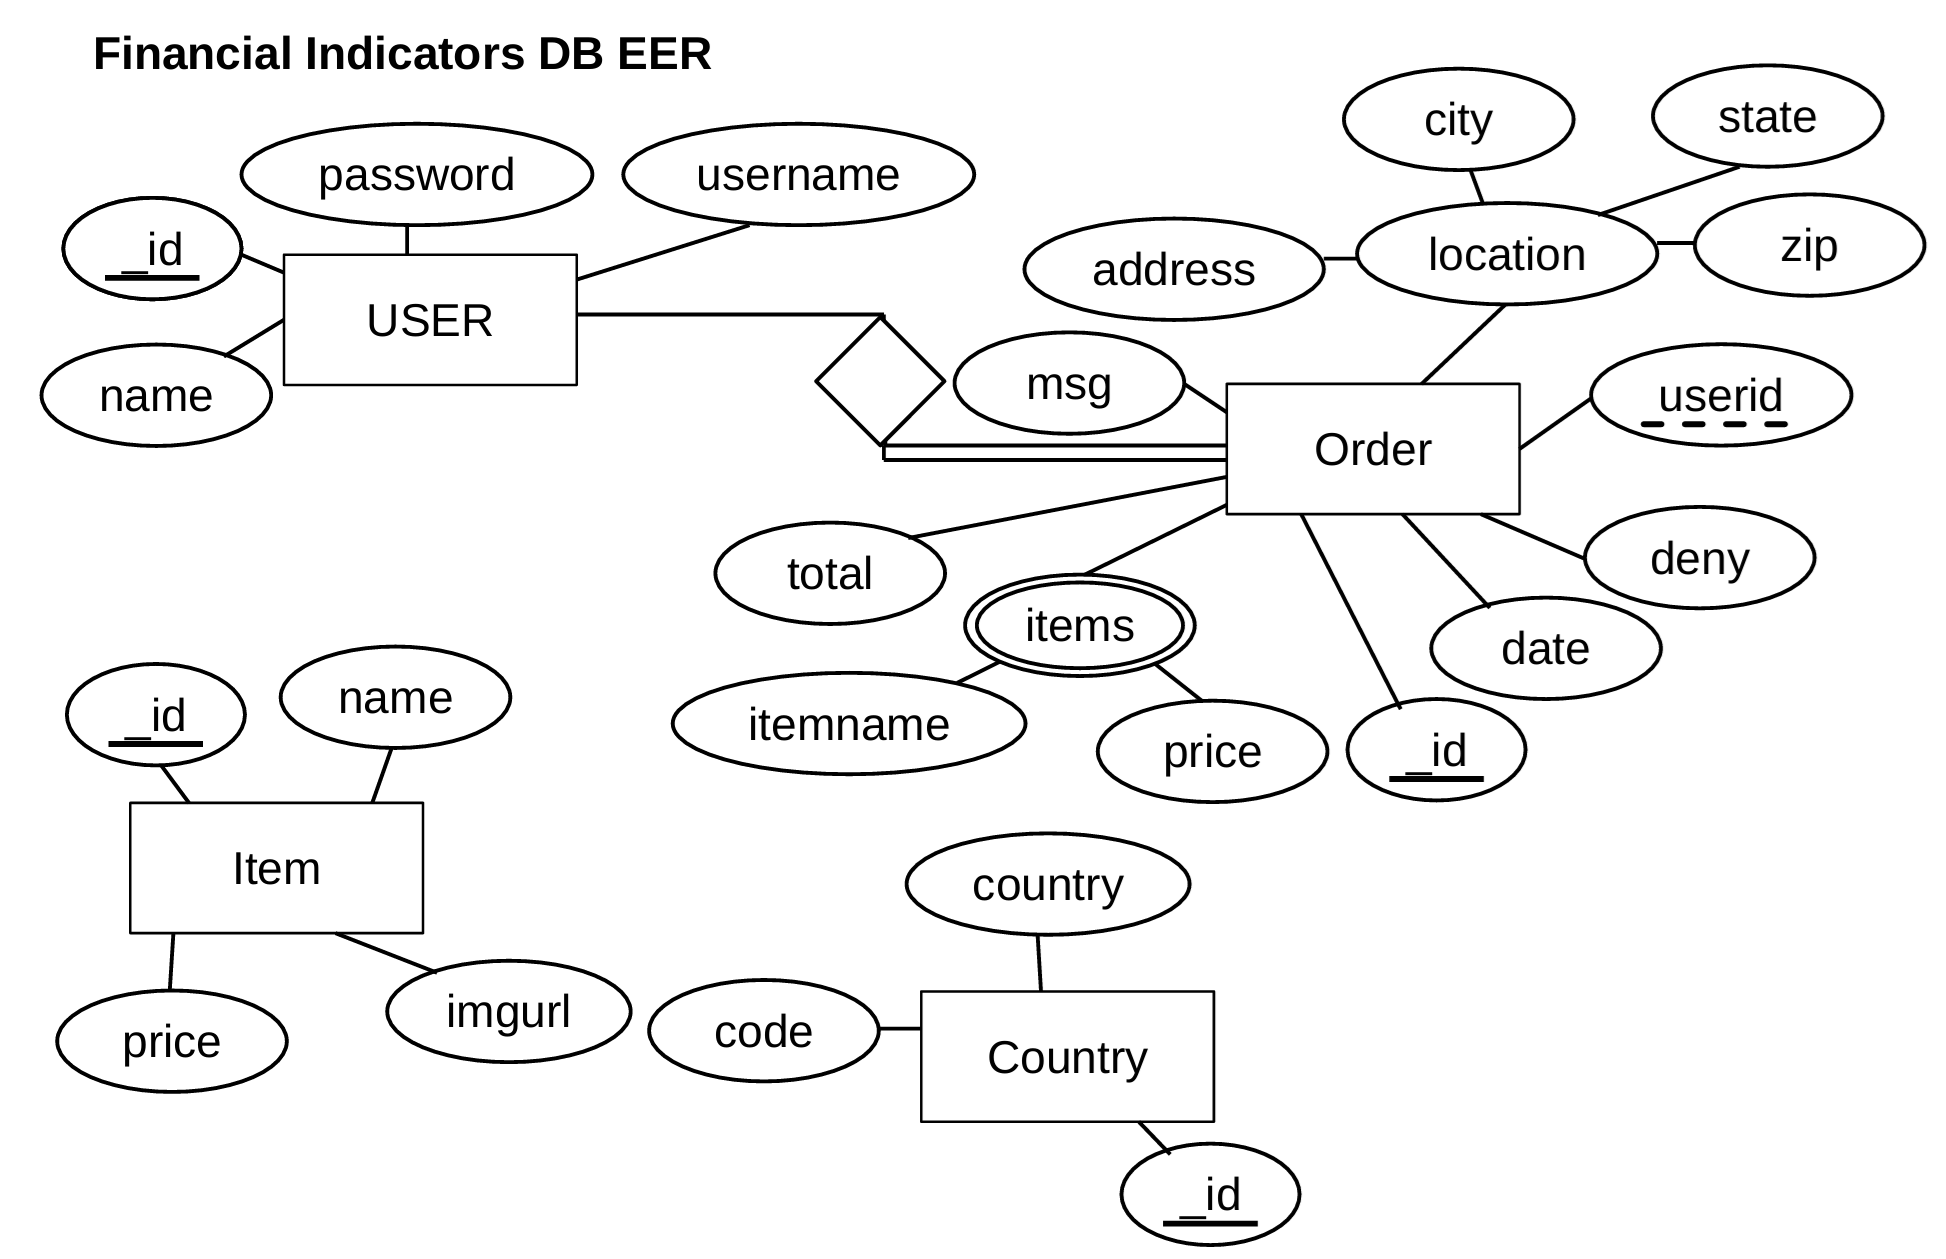 Financial Indicators DB EER
city
state
password
username
_id
address
location
zip
USER
name
msg
userid
Order
total
deny
items
date
_id
name
itemname
price
_id
Item
country
imgurl
code
price
Country
_id